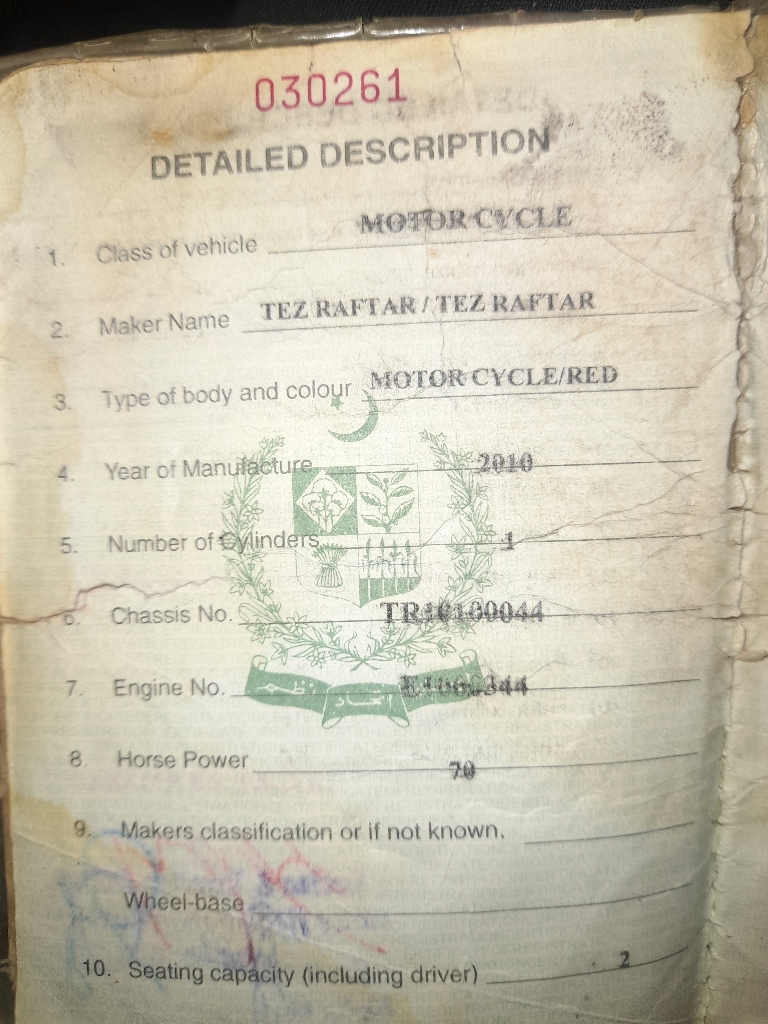 030261
DETAILED DESCRIPTION
1. Class of vehicle MOTOR CYCLE
2. Maker Name TEZ RAFTAR / TEZ RAFTAR
3. Type of body and colour MOTOR CYCLE/RED
4. Year of Manufacture 2010
5. Number of Cylinders 1
6. Chassis No. TR10100044
اتحاد نظم
7. Engine No.
8. Horse Power 70
9. Makers classification or if not known.
Wheel-base
10. Seating capacity (including driver) 2